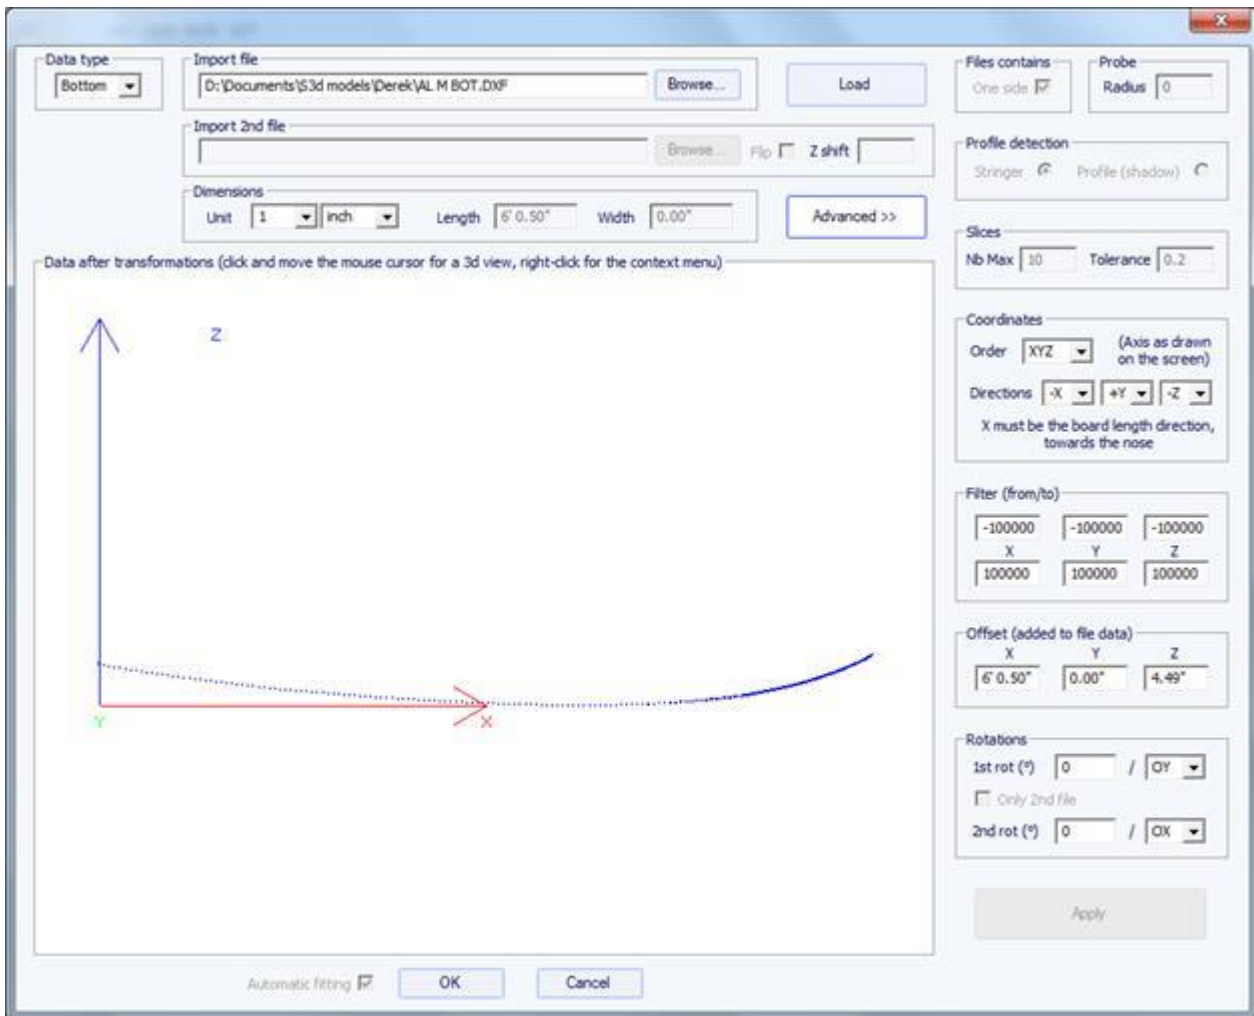 Data type
Bottom
Import file
D:\Documents\S3d models\Derek\AL M BOT.DXF
Browse...
Load
Files contains
One side
Probe
Radius 0
Import 2nd file
Browse...
Flip
Z shift
Profile detection
Stringer
Profile (shadow)
Dimensions
Unit 1 inch
Length 6' 0.50"
Width 0.00"
Advanced >>
Slices
Nb Max 10
Tolerance 0.2
Data after transformations (click and move the mouse cursor for a 3d view, right-click for the context menu)
Z
Y
X
Coordinates
Order XYZ
(Axis as drawn
on the screen)
Directions -X +Y -Z
X must be the board length direction,
towards the nose
Filter (from/to)
-100000 -100000 -100000
X Y Z
100000 100000 100000
Offset (added to file data)
X Y Z
6' 0.50" 0.00" 4.49"
Rotations
1st rot (°) 0 / OY
Only 2nd file
2nd rot (°) 0 / OX
Apply
Automatic fitting
OK
Cancel